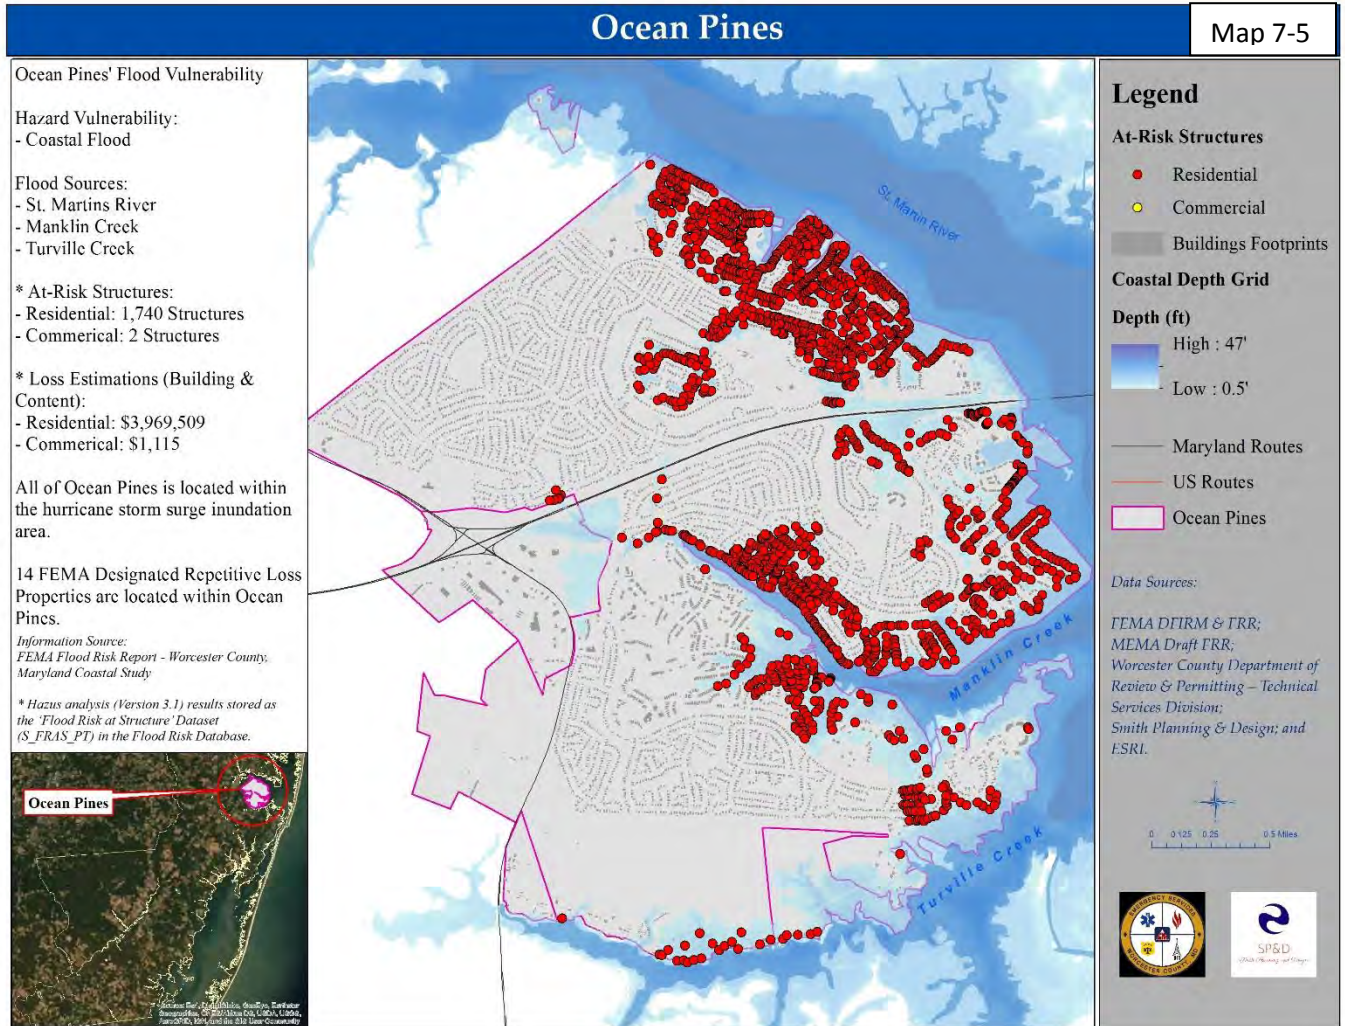 Ocean Pines
Map 7-5
Ocean Pines' Flood Vulnerability
Hazard Vulnerability:
- Coastal Flood
Flood Sources:
- St. Martins River
- Manklin Creek
- Turville Creek
* At-Risk Structures:
- Residential: 1,740 Structures
- Commerical: 2 Structures
* Loss Estimations (Building &
Content):
- Residential: $3,969,509
- Commerical: $1,115
All of Ocean Pines is located within
the hurricane storm surge inundation
area.
14 FEMA Designated Repetitive Loss
Properties are located within Ocean
Pines.
Information Source:
FEMA Flood Risk Report - Worcester County,
Maryland Coastal Study
* Hazus analysis (Version 3.1) results stored as
the 'Flood Risk at Structure' Dataset
(S_FRAS_PT) in the Flood Risk Database.
Ocean Pines
St. Martin River
Manklin Creek
Turville Creek
Legend
At-Risk Structures
Residential
Commercial
Buildings Footprints
Coastal Depth Grid
Depth (ft)
High : 47'
Low : 0.5'
Maryland Routes
US Routes
Ocean Pines
Data Sources:
FEMA DFIRM & FRR;
MEMA Draft FRR;
Worcester County Department of
Review & Permitting – Technical
Services Division;
Smith Planning & Design; and
ESRI.
0 0.125 0.25 0.5 Miles
EMERGENCY SERVICES
WORCESTER COUNTY, MD
SP&D